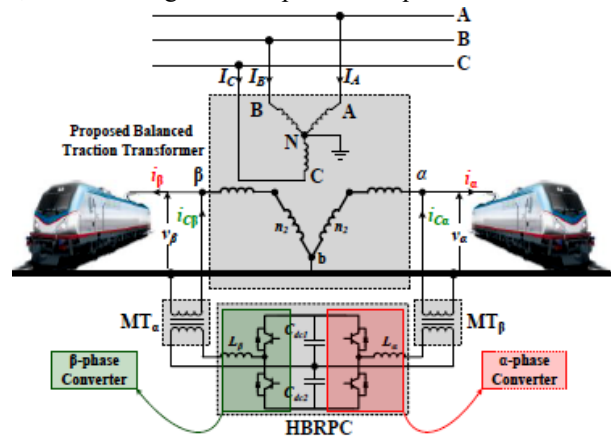 A
B
C
I_C I_B I_A
B A
N
Proposed Balanced
Traction Transformer
C
i_β β α i_α
i_Cβ i_Cα
v_β n_2 n_2 v_α
b
MT_α MT_β
L_β C_dc1 L_α
β-phase
Converter
α-phase
Converter
C_dc2
HBRPC